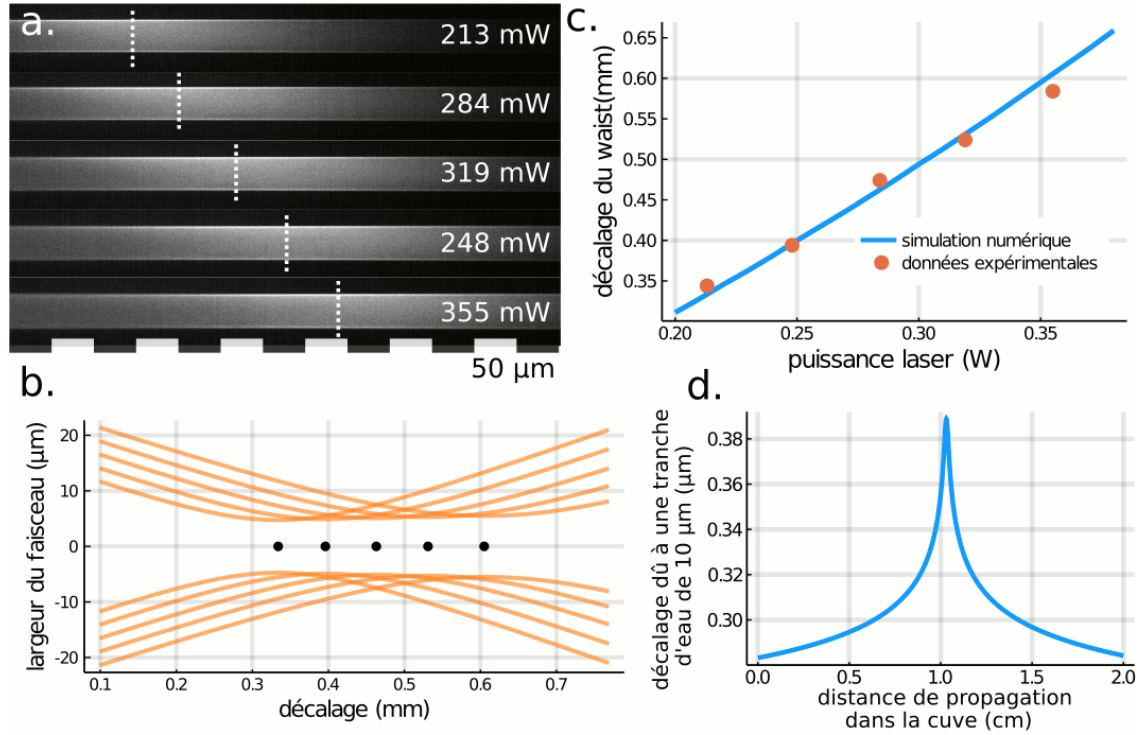 a.
213 mW
284 mW
319 mW
248 mW
355 mW
50 µm
b.
largeur du faisceau (µm)
20
10
0
-10
-20
0.1
0.2
0.3
0.4
0.5
0.6
0.7
décalage (mm)
c.
décalage du waist(mm)
0.65
0.60
0.55
0.50
0.45
0.40
0.35
simulation numérique
données expérimentales
0.20
0.25
0.30
0.35
puissance laser (W)
d.
décalage dû à une tranche
d'eau de 10 µm (µm)
0.38
0.36
0.34
0.32
0.30
0.0
0.5
1.0
1.5
2.0
distance de propagation
dans la cuve (cm)